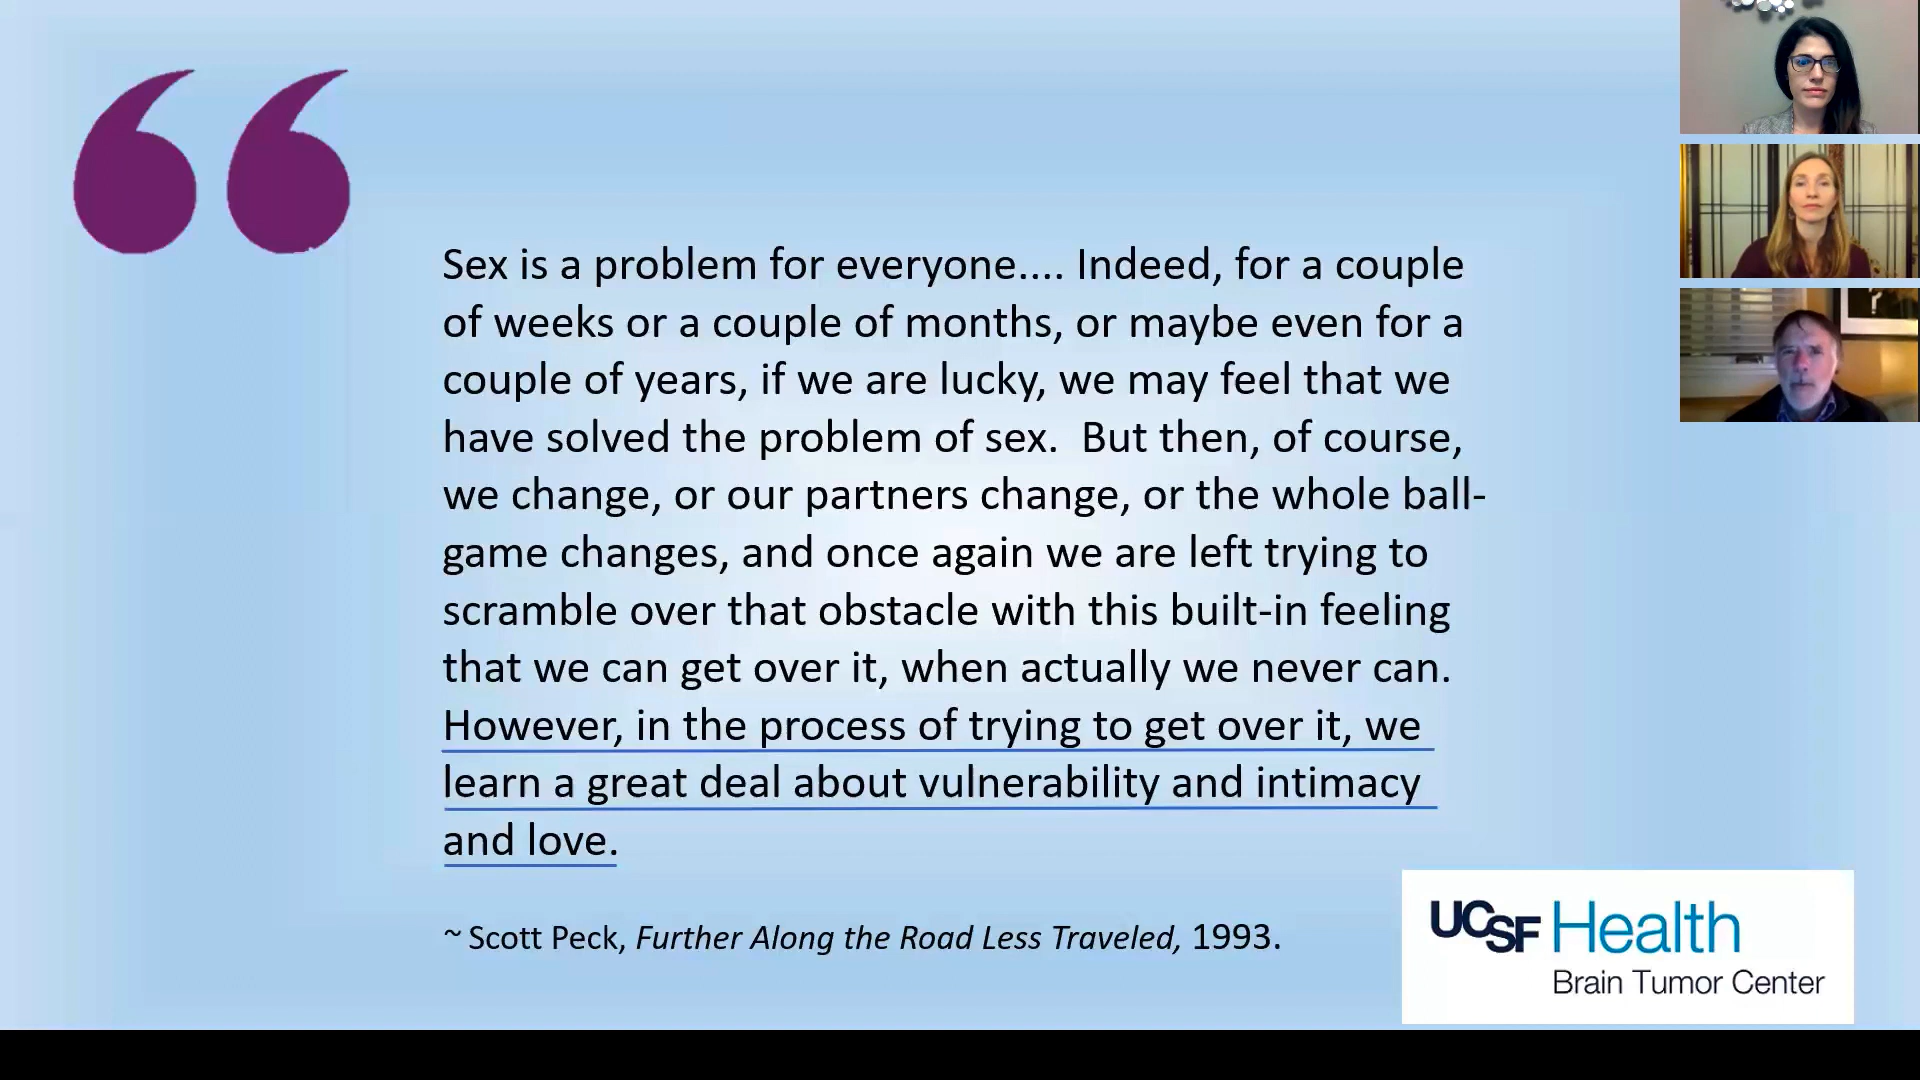 Sex is a problem for everyone.... Indeed, for a couple
of weeks or a couple of months, or maybe even for a
couple of years, if we are lucky, we may feel that we
have solved the problem of sex.  But then, of course,
we change, or our partners change, or the whole ball-
game changes, and once again we are left trying to
scramble over that obstacle with this built-in feeling
that we can get over it, when actually we never can.
However, in the process of trying to get over it, we
learn a great deal about vulnerability and intimacy
and love.
~ Scott Peck, Further Along the Road Less Traveled, 1993.
UCSF Health
Brain Tumor Center